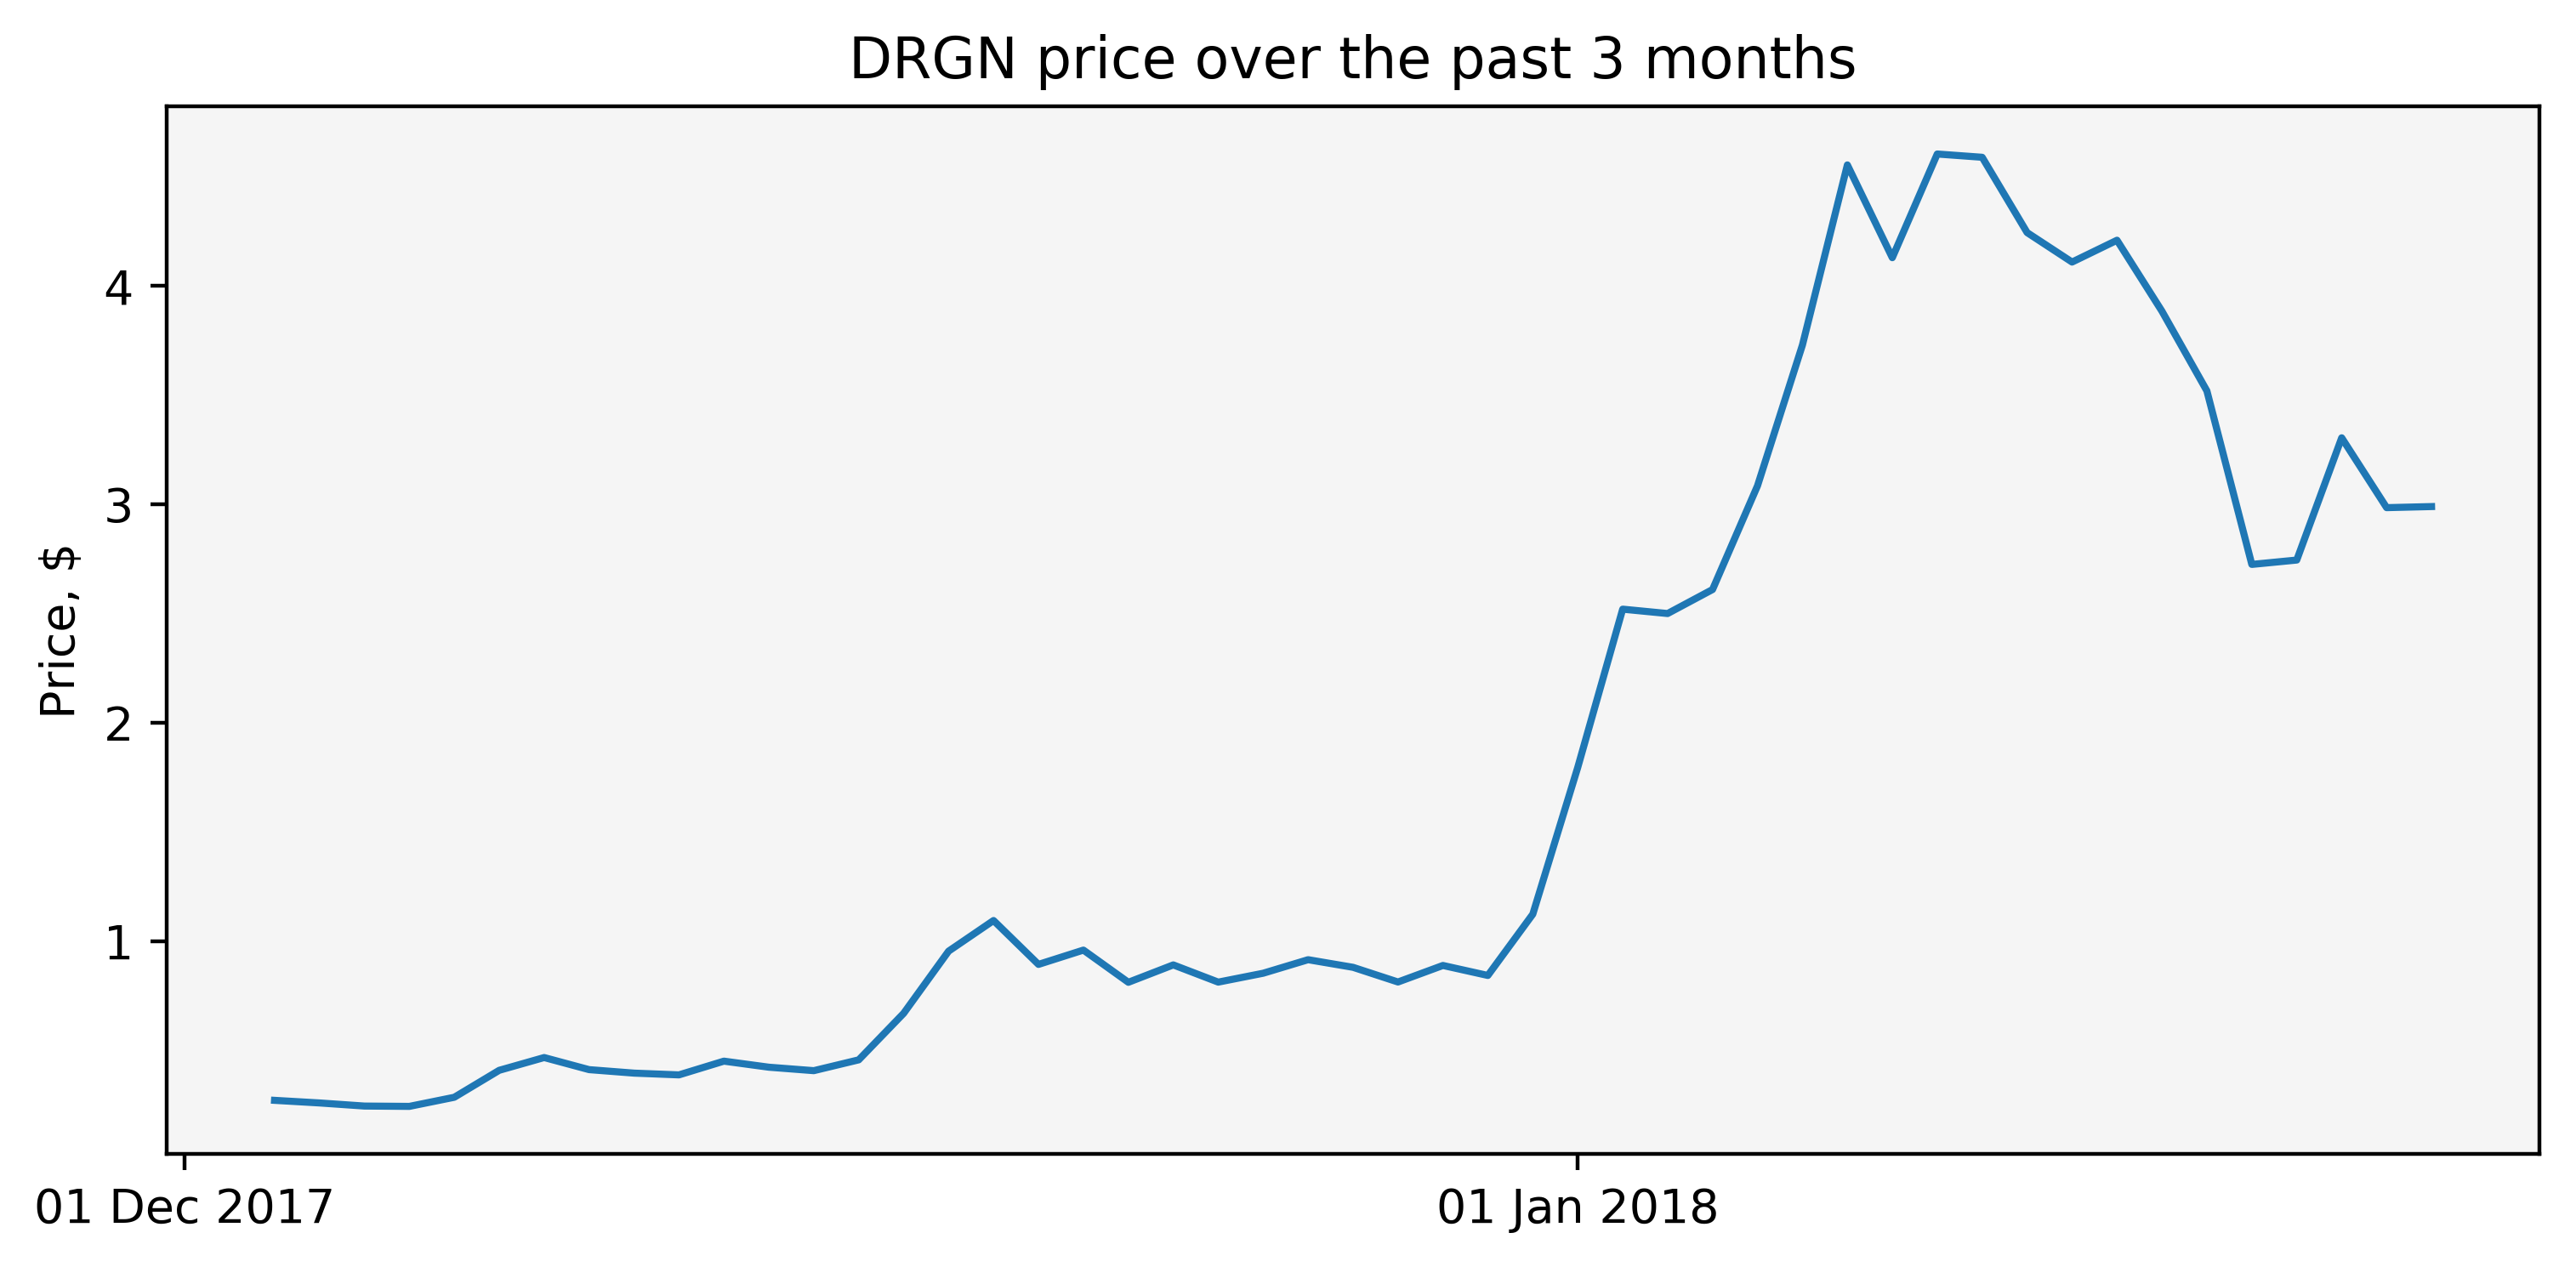 DRGN price over the past 3 months
Price, $
4
3
2
1
01 Dec 2017
01 Jan 2018